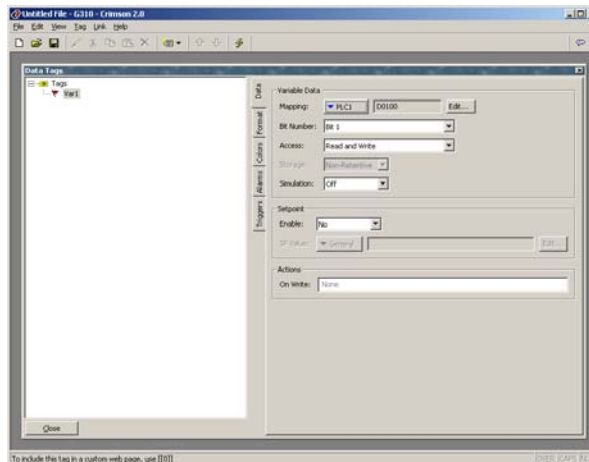 Untitled File - G310 - Crimson 2.0
File Edit View Tag Link Help
Data Tags
Tags
Var1
Data
Format
Colors
Alarms
Triggers
Variable Data
Mapping: PLC1 D0100 Edit...
Bit Number: Bit 1
Access: Read and Write
Storage: Non-Retentive
Simulation: Off
Setpoint
Enable: No
SP Value: General Edit...
Actions
On Write: None
Close
To include this tag in a custom web page, use [[0]]
OVER CAPS